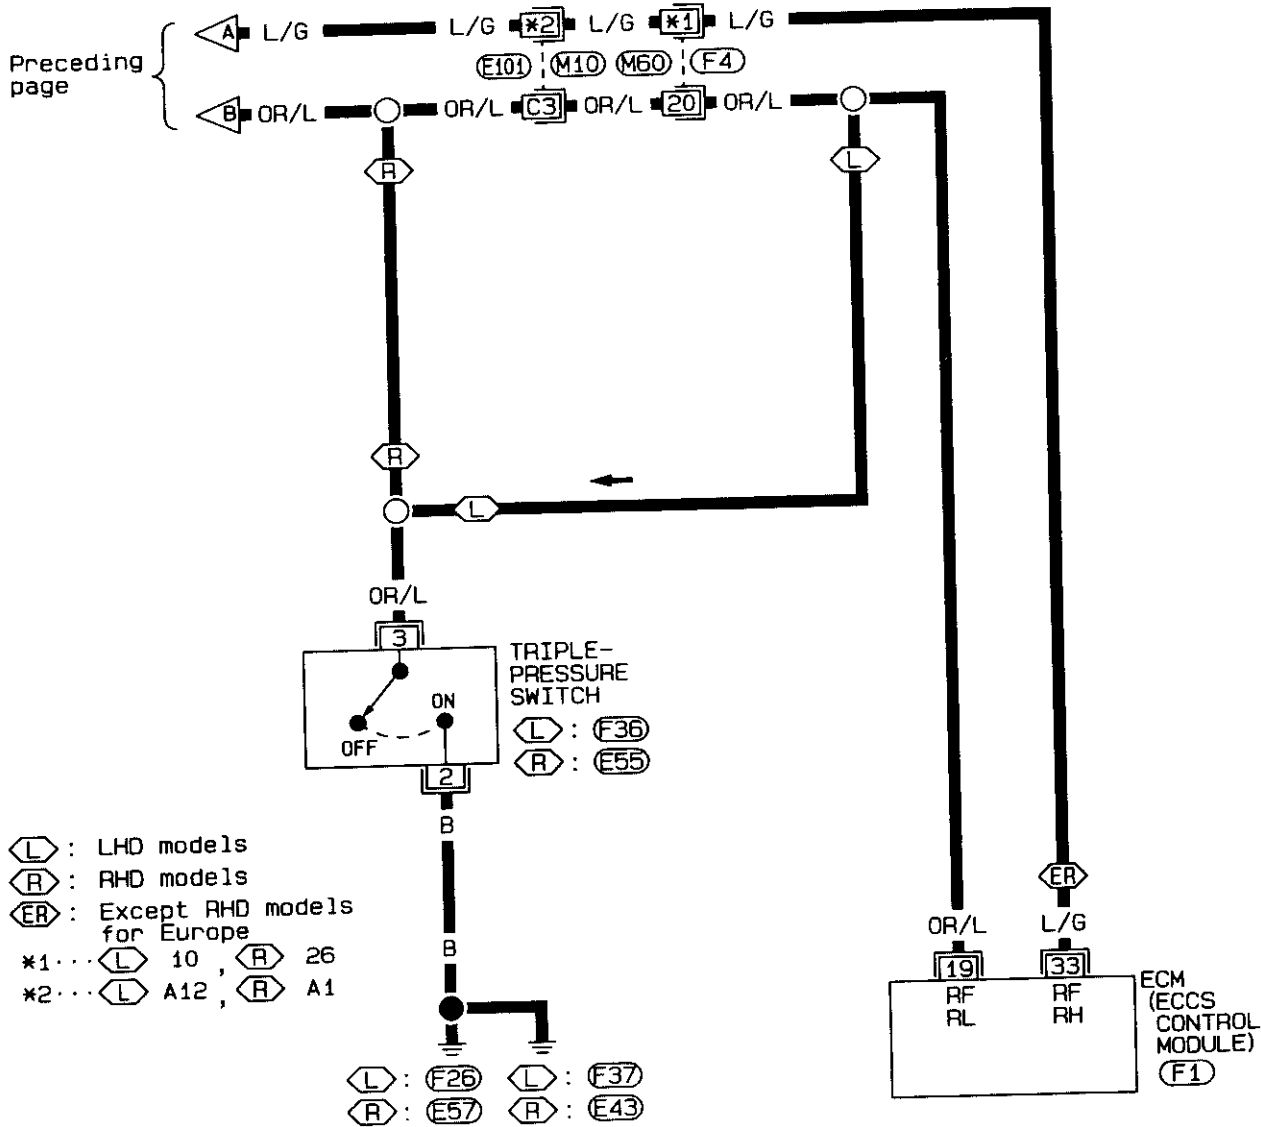 A L/G L/G *2 L/G *1 L/G
Preceding
page
E101 M10 M60 F4
B OR/L OR/L C3 OR/L 20 OR/L
R
L
R
L
OR/L
3
TRIPLE-
PRESSURE
SWITCH
ON
OFF
L : F36
R : E55
2
B
L : LHD models
R : RHD models
ER : Except RHD models
for Europe
*1··· L 10 , R 26
*2··· L A12 , R A1
B
ER
OR/L L/G
19 33
RF RF
RL RH
ECM
(ECCS
CONTROL
MODULE)
F1
L : F26 L : F37
R : E57 R : E43